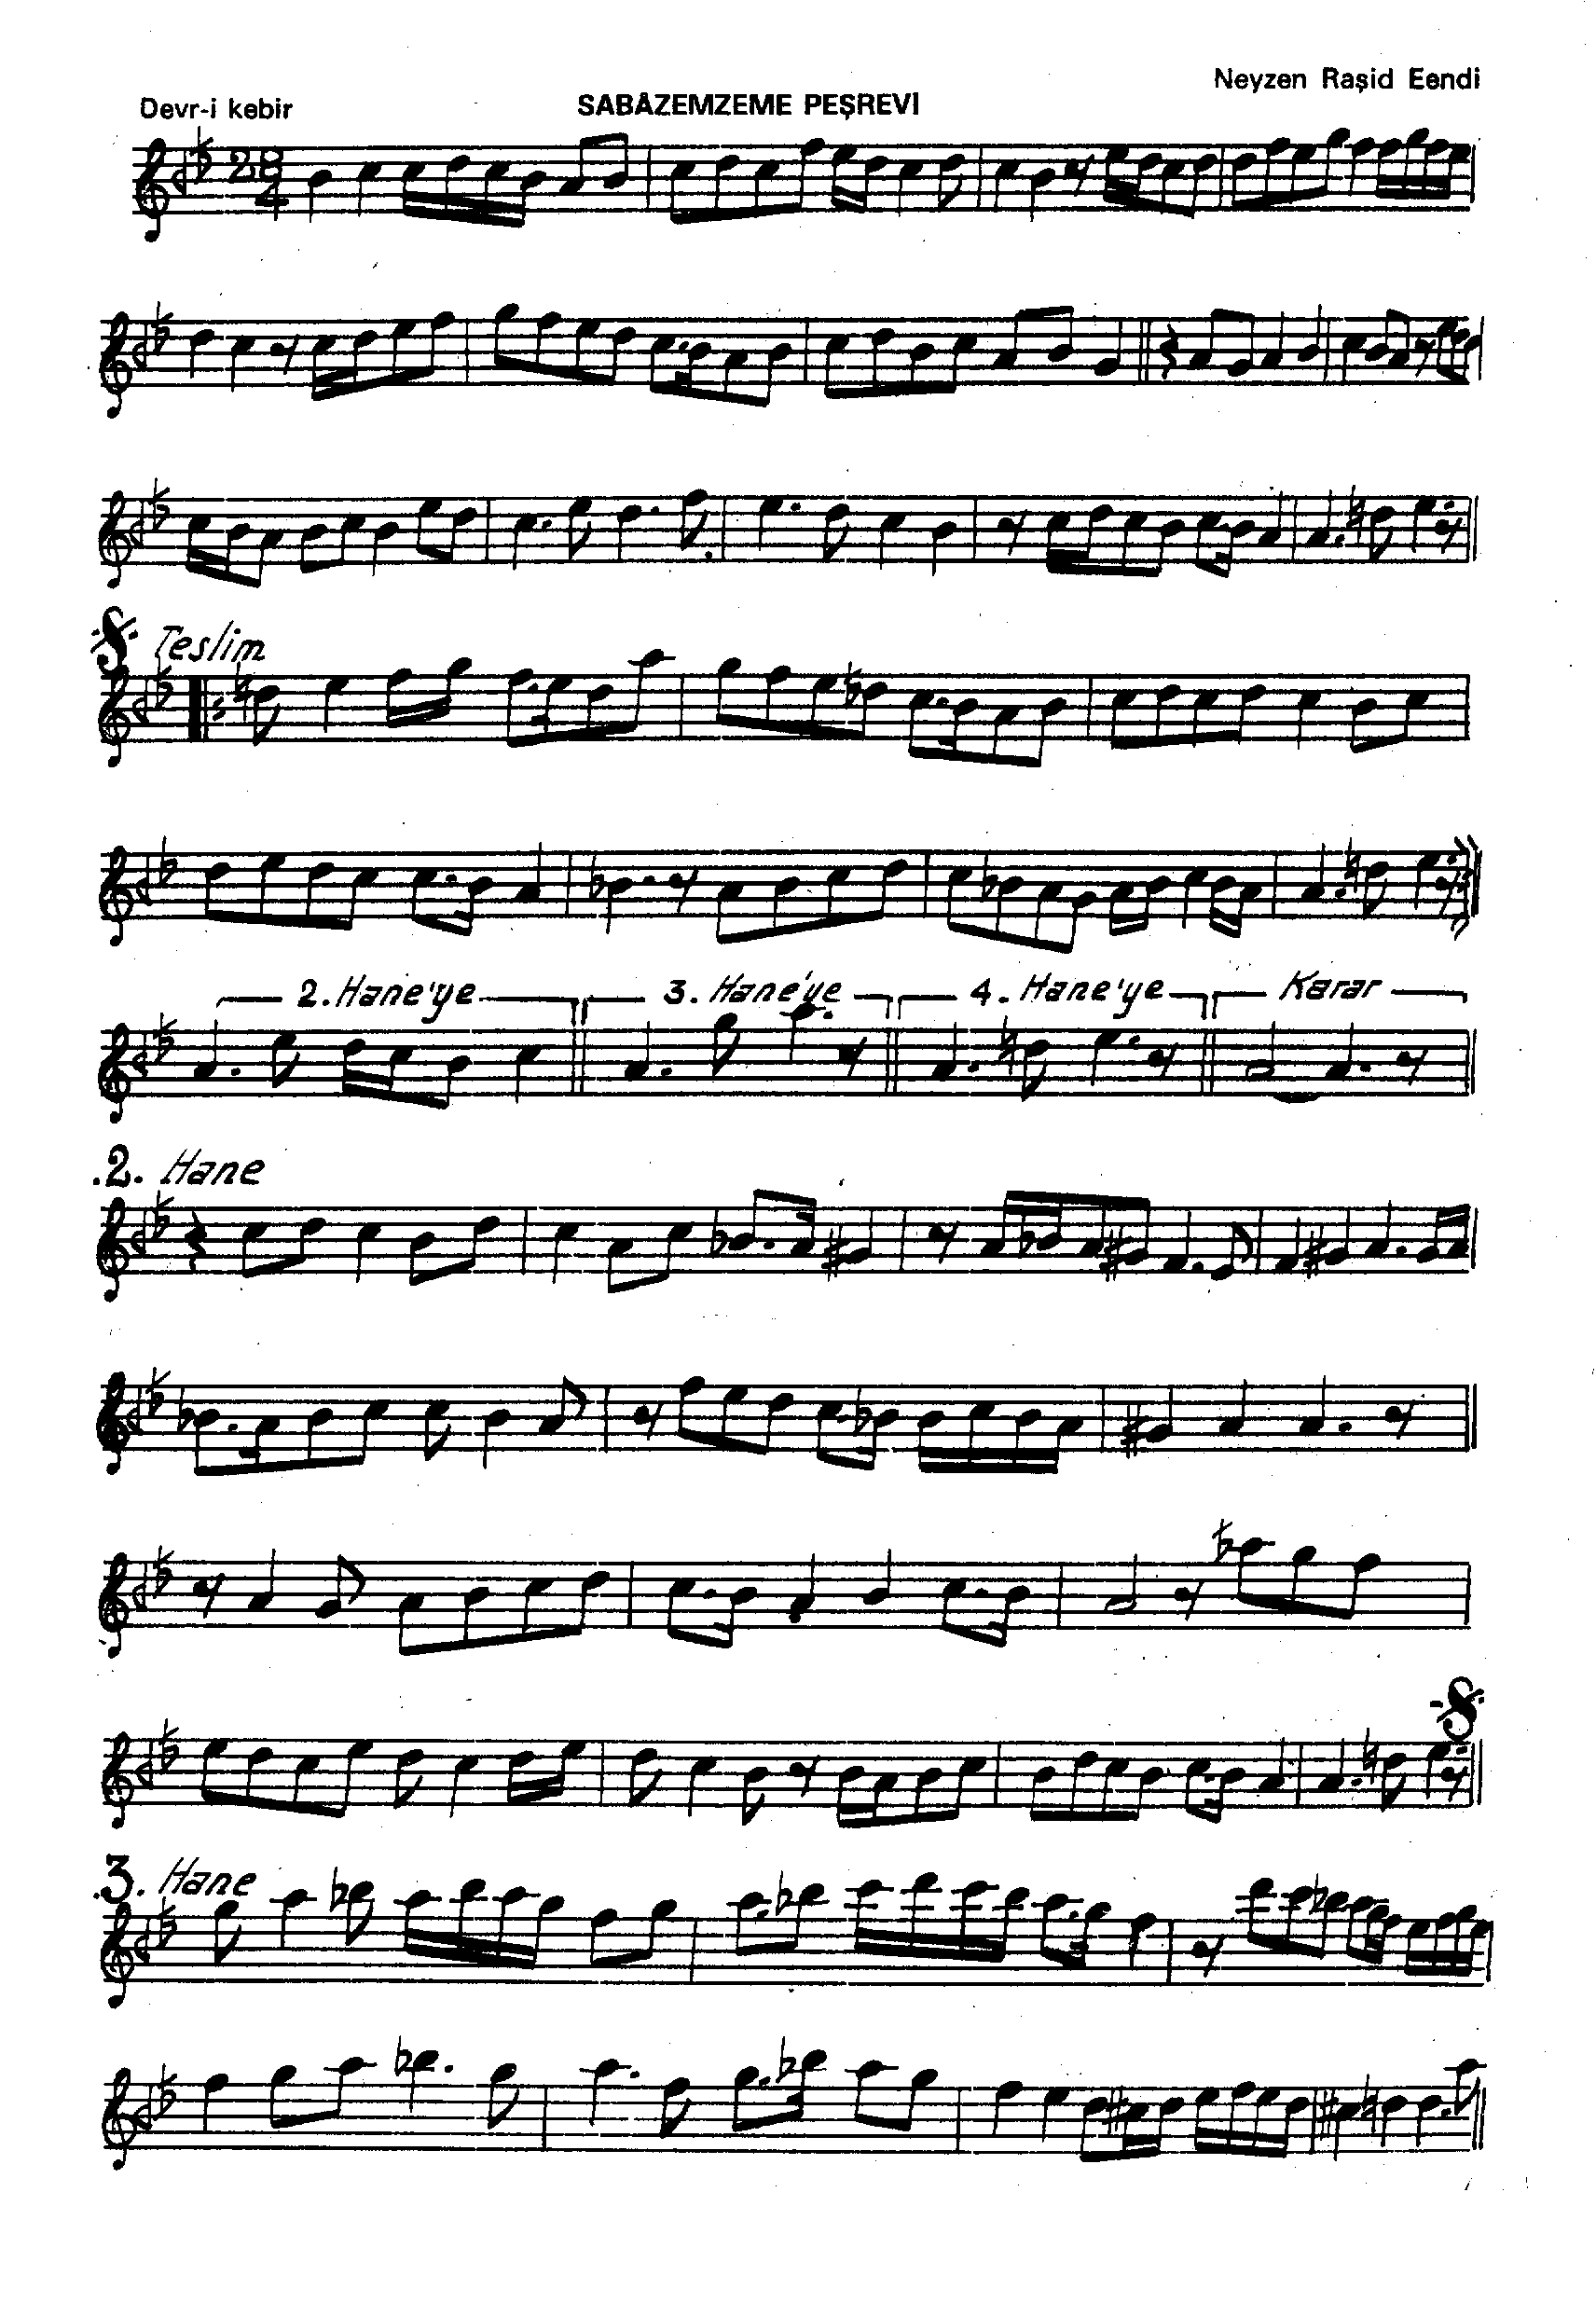 Neyzen Raşid Eendi
Devr-i kebir
SABÂZEMZEME PEŞREVİ
28
4
Teslim
2. Hane'ye
3. Hane'ye
4. Hane'ye
Karar
.2. Hane
.3. Hane